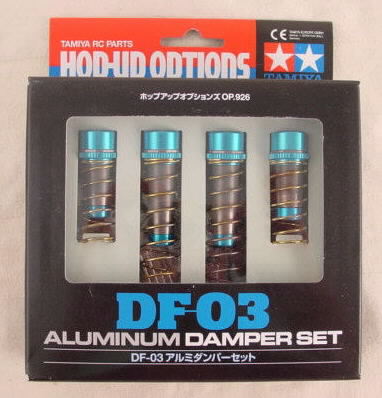 TAMIYA RC PARTS
HOP-UP OPTIONS
TAMIYA
ホップアップオプションズ OP.926
DF-03
ALUMINUM DAMPER SET
DF-03 アルミダンパーセット